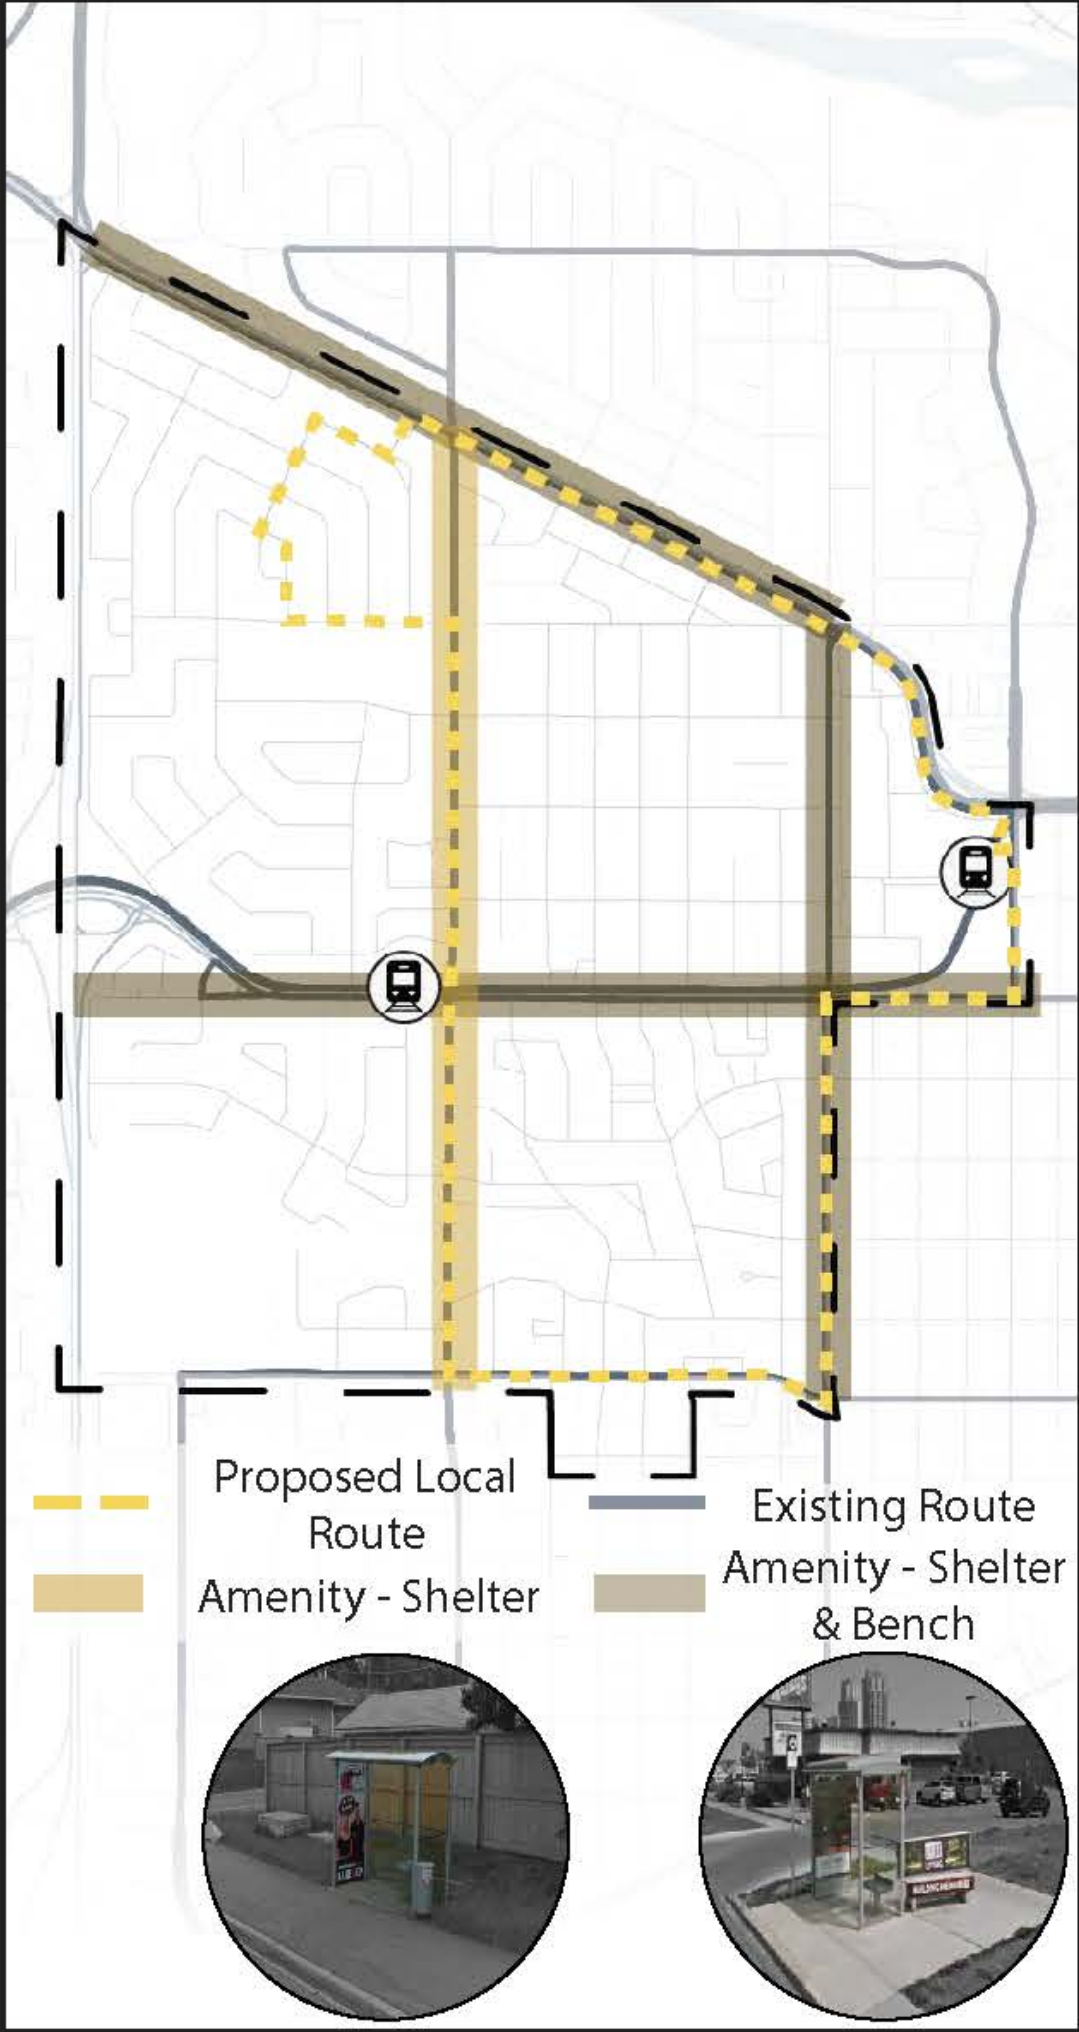 Proposed Local
Route
Existing Route
Amenity - Shelter
Amenity - Shelter
& Bench